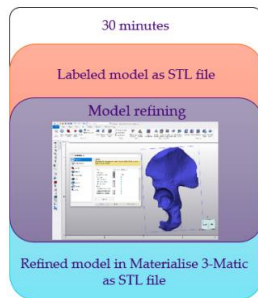 30 minutes
Labeled model as STL file
Model refining
Refined model in Materialise 3-Matic
as STL file